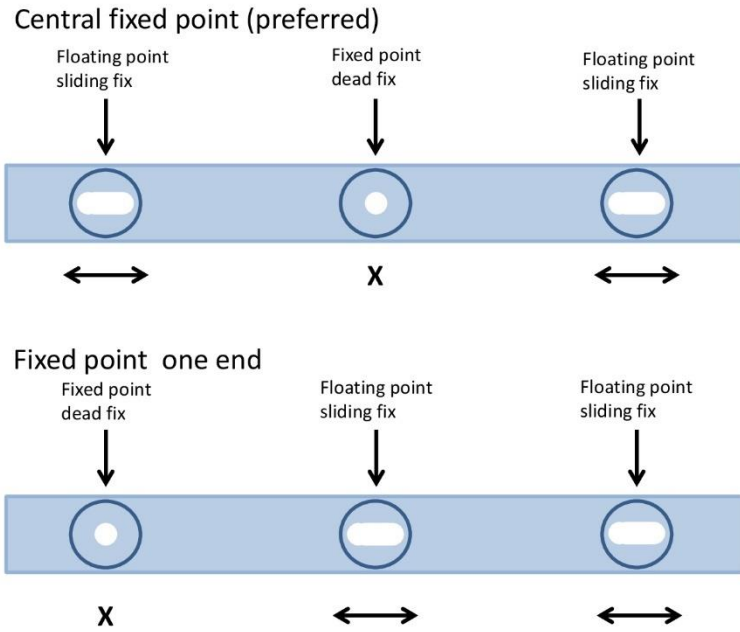 Central fixed point (preferred)
Floating point
sliding fix
Fixed point
dead fix
Floating point
sliding fix
X
Fixed point one end
Fixed point
dead fix
Floating point
sliding fix
Floating point
sliding fix
X